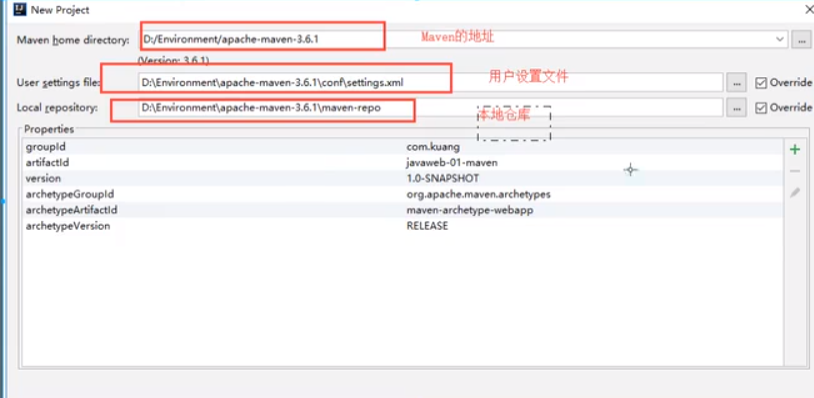 New Project
Maven home directory: D:/Environment/apache-maven-3.6.1 Maven的地址 ...
(Version: 3.6.1)
User settings file: D:\Environment\apache-maven-3.6.1\conf\settings.xml 用户设置文件 ... Override
Local repository: D:\Environment\apache-maven-3.6.1\maven-repo 本地仓库 ... Override
Properties
groupId com.kuang
artifactId javaweb-01-maven
version 1.0-SNAPSHOT
archetypeGroupId org.apache.maven.archetypes
archetypeArtifactId maven-archetype-webapp
archetypeVersion RELEASE